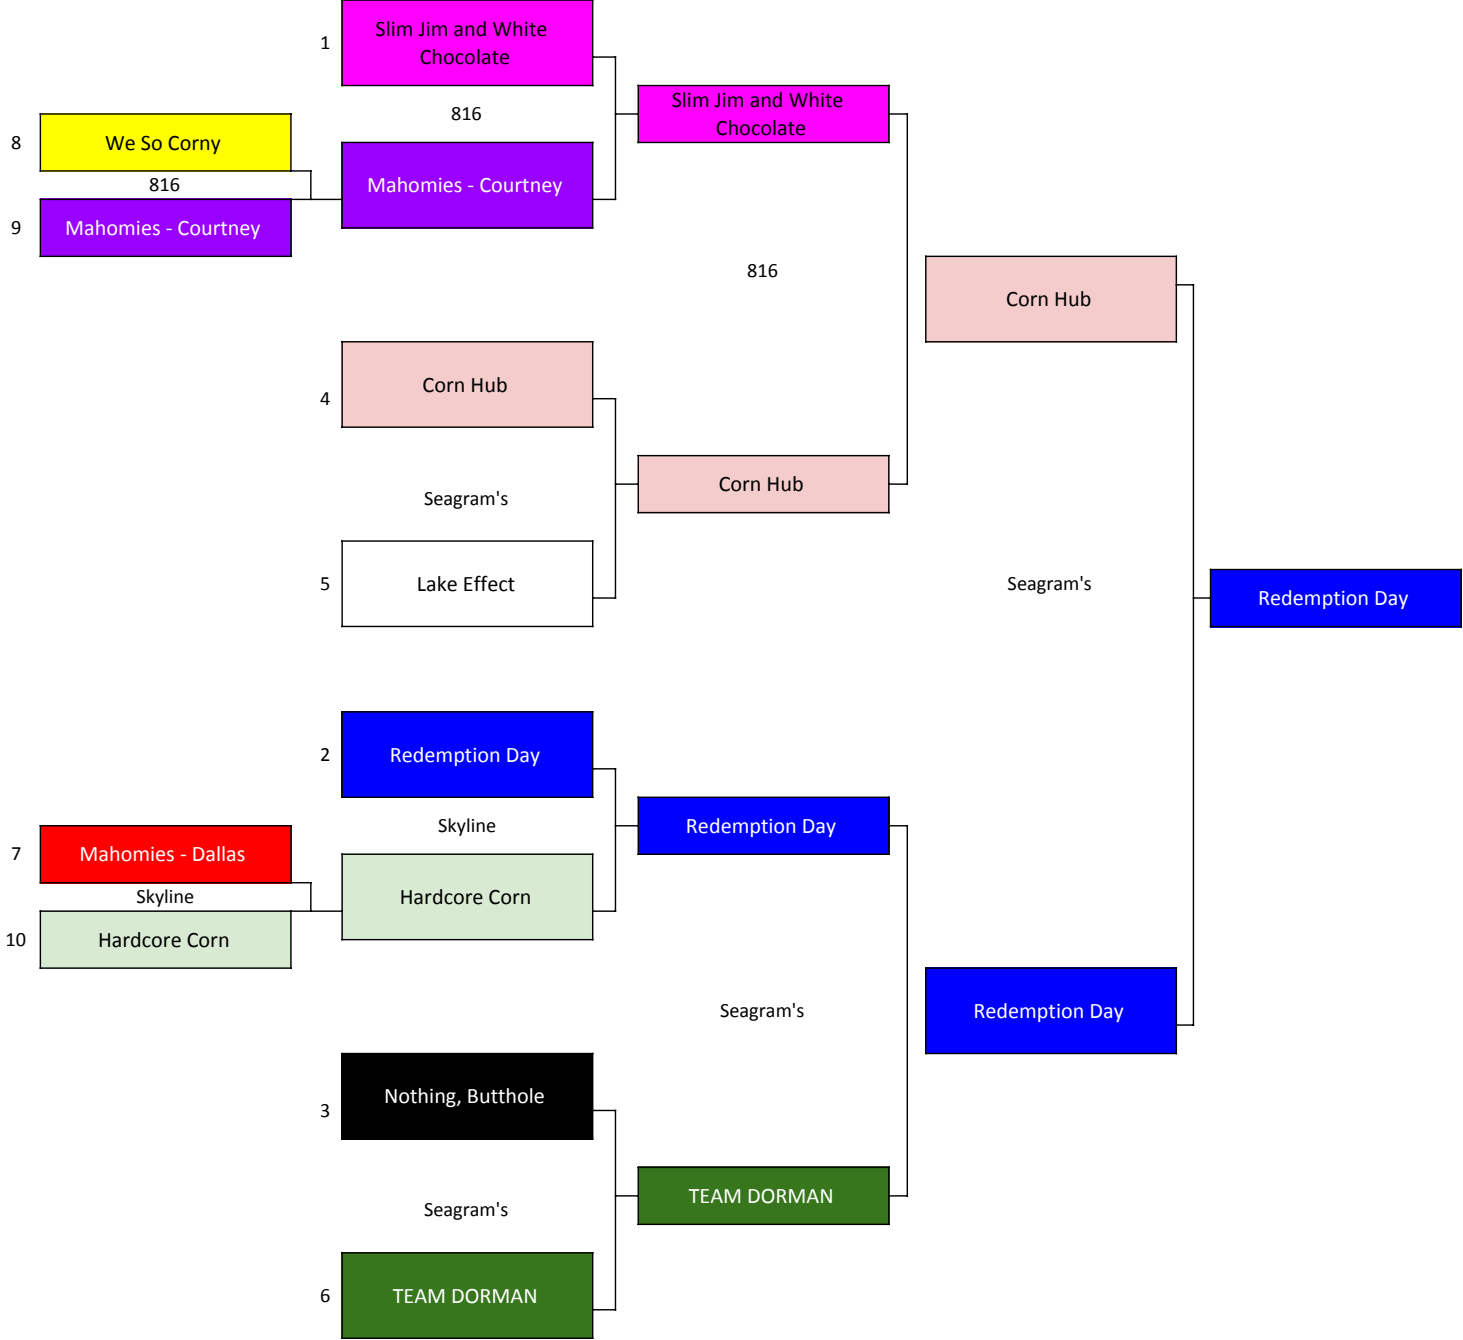 1
Slim Jim and White
Chocolate
816
Slim Jim and White
Chocolate
8
We So Corny
816
Mahomies - Courtney
9
Mahomies - Courtney
816
Corn Hub
4
Corn Hub
Seagram's
Corn Hub
5
Lake Effect
Seagram's
Redemption Day
2
Redemption Day
Skyline
Redemption Day
7
Mahomies - Dallas
Skyline
Hardcore Corn
10
Hardcore Corn
Seagram's
Redemption Day
3
Nothing, Butthole
Seagram's
TEAM DORMAN
6
TEAM DORMAN